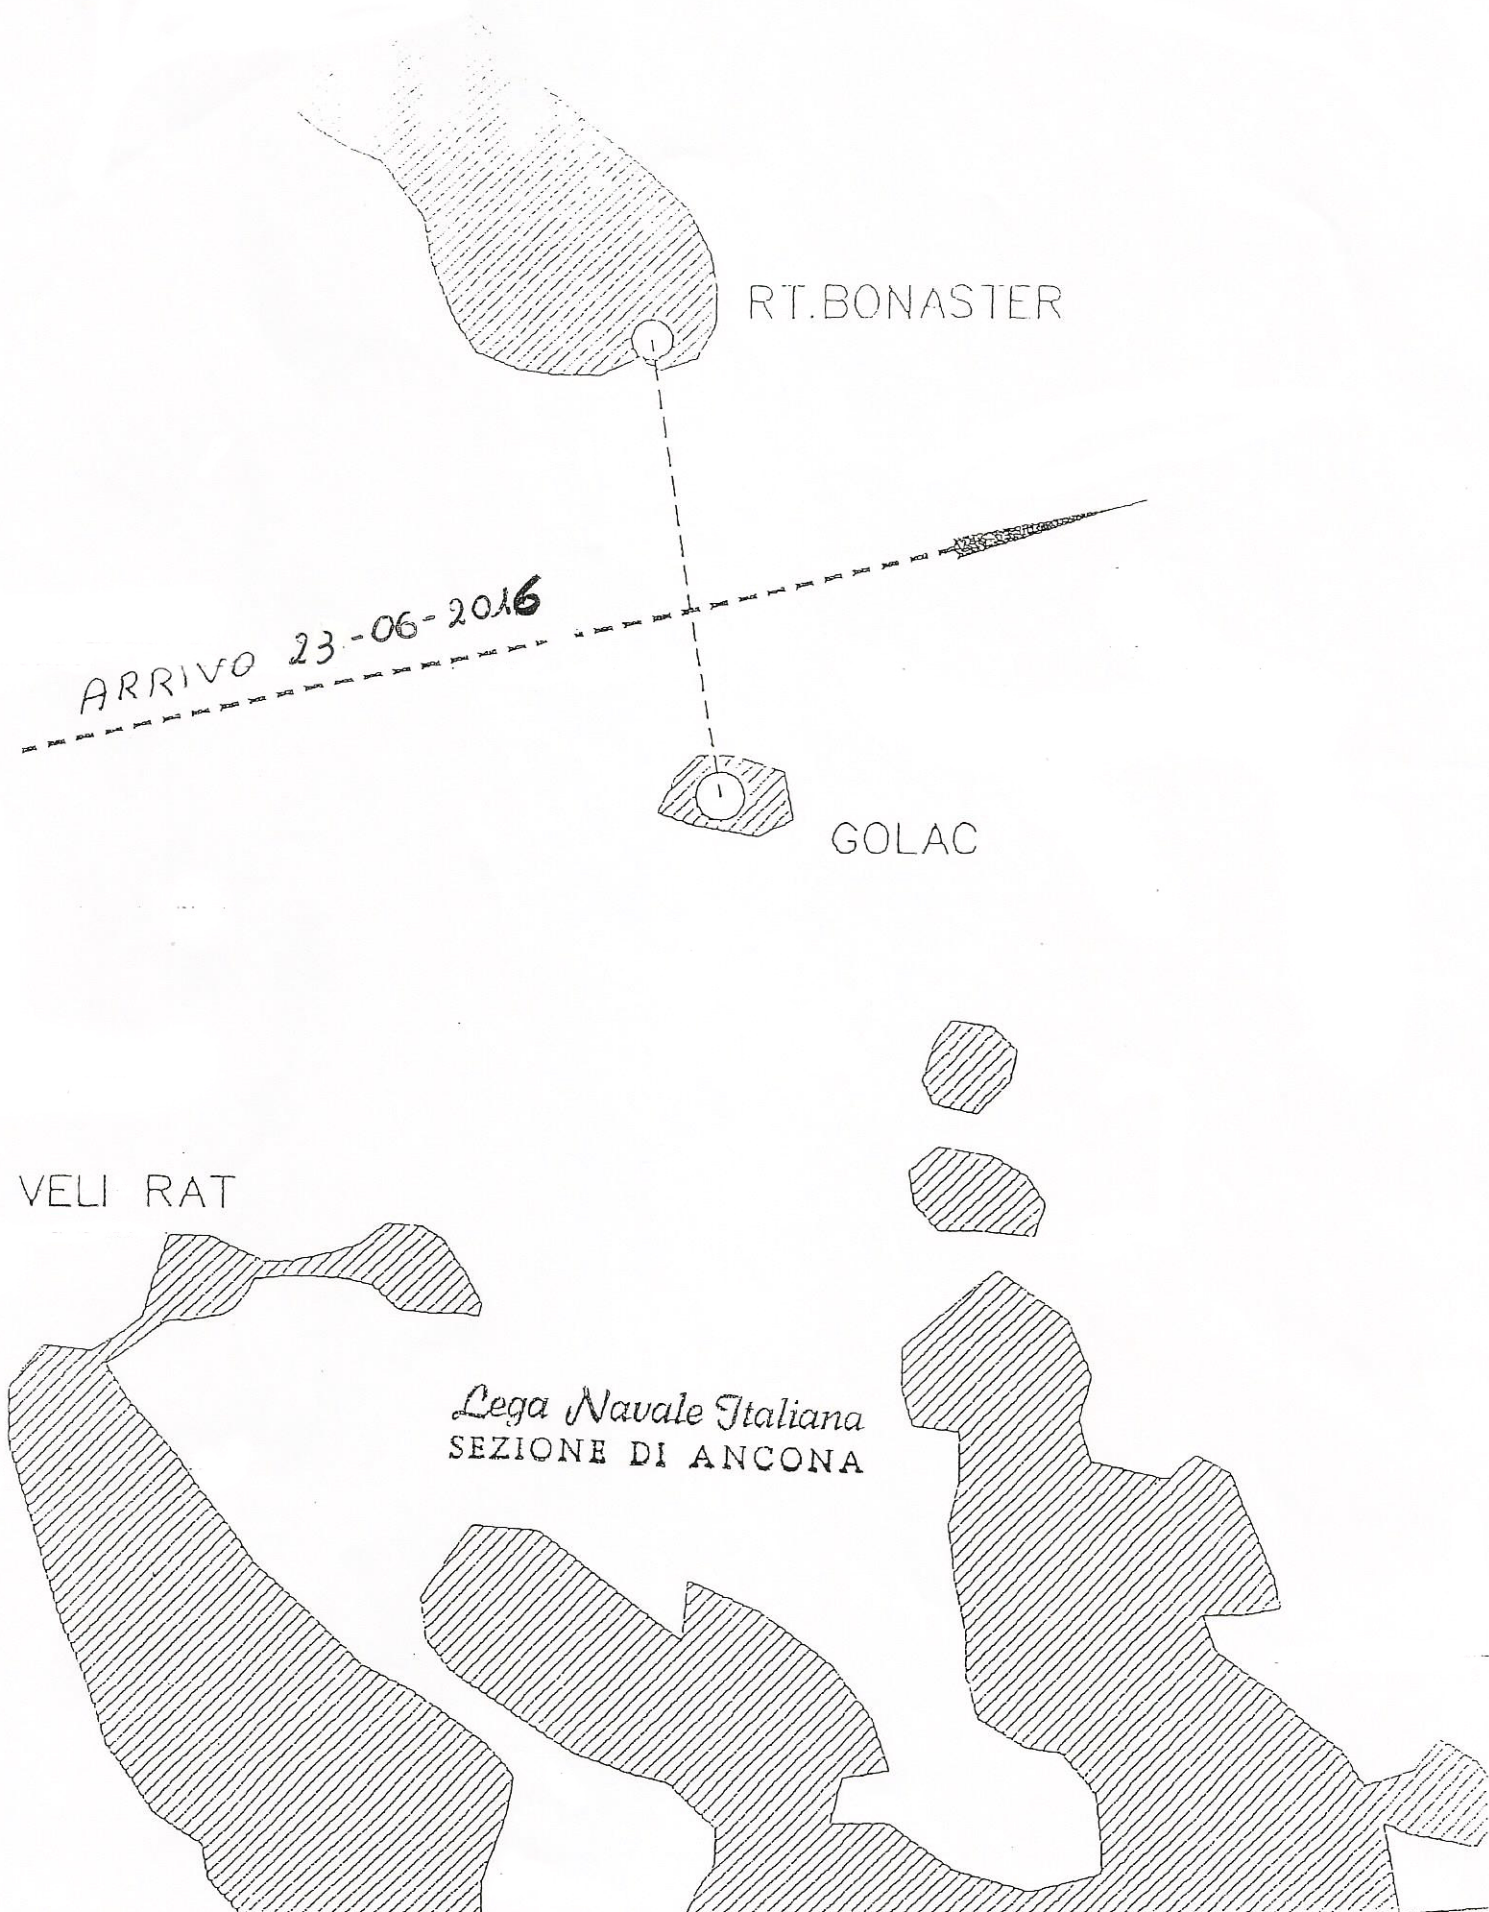 RT.BONASTER
ARRIVO 23-06-2016
GOLAC
VELI RAT
Lega Navale Italiana
SEZIONE DI ANCONA